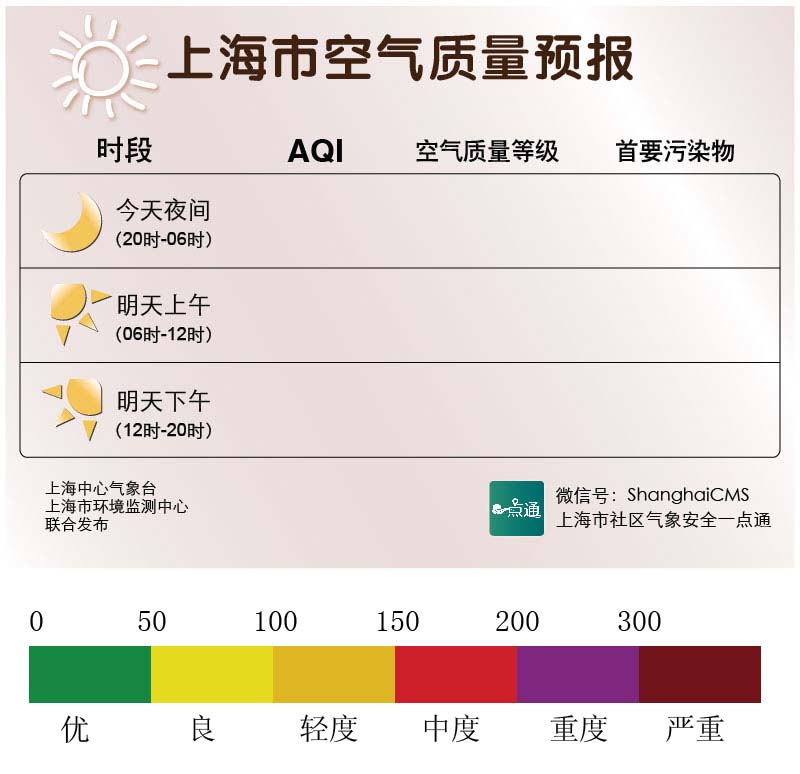 上海市空气质量预报
时段 AQI 空气质量等级 首要污染物
今天夜间
(20时-06时)
明天上午
(06时-12时)
明天下午
(12时-20时)
上海中心气象台
上海市环境监测中心
联合发布
一点通
微信号：ShanghaiCMS
上海市社区气象安全一点通
0 50 100 150 200 300
优 良 轻度 中度 重度 严重